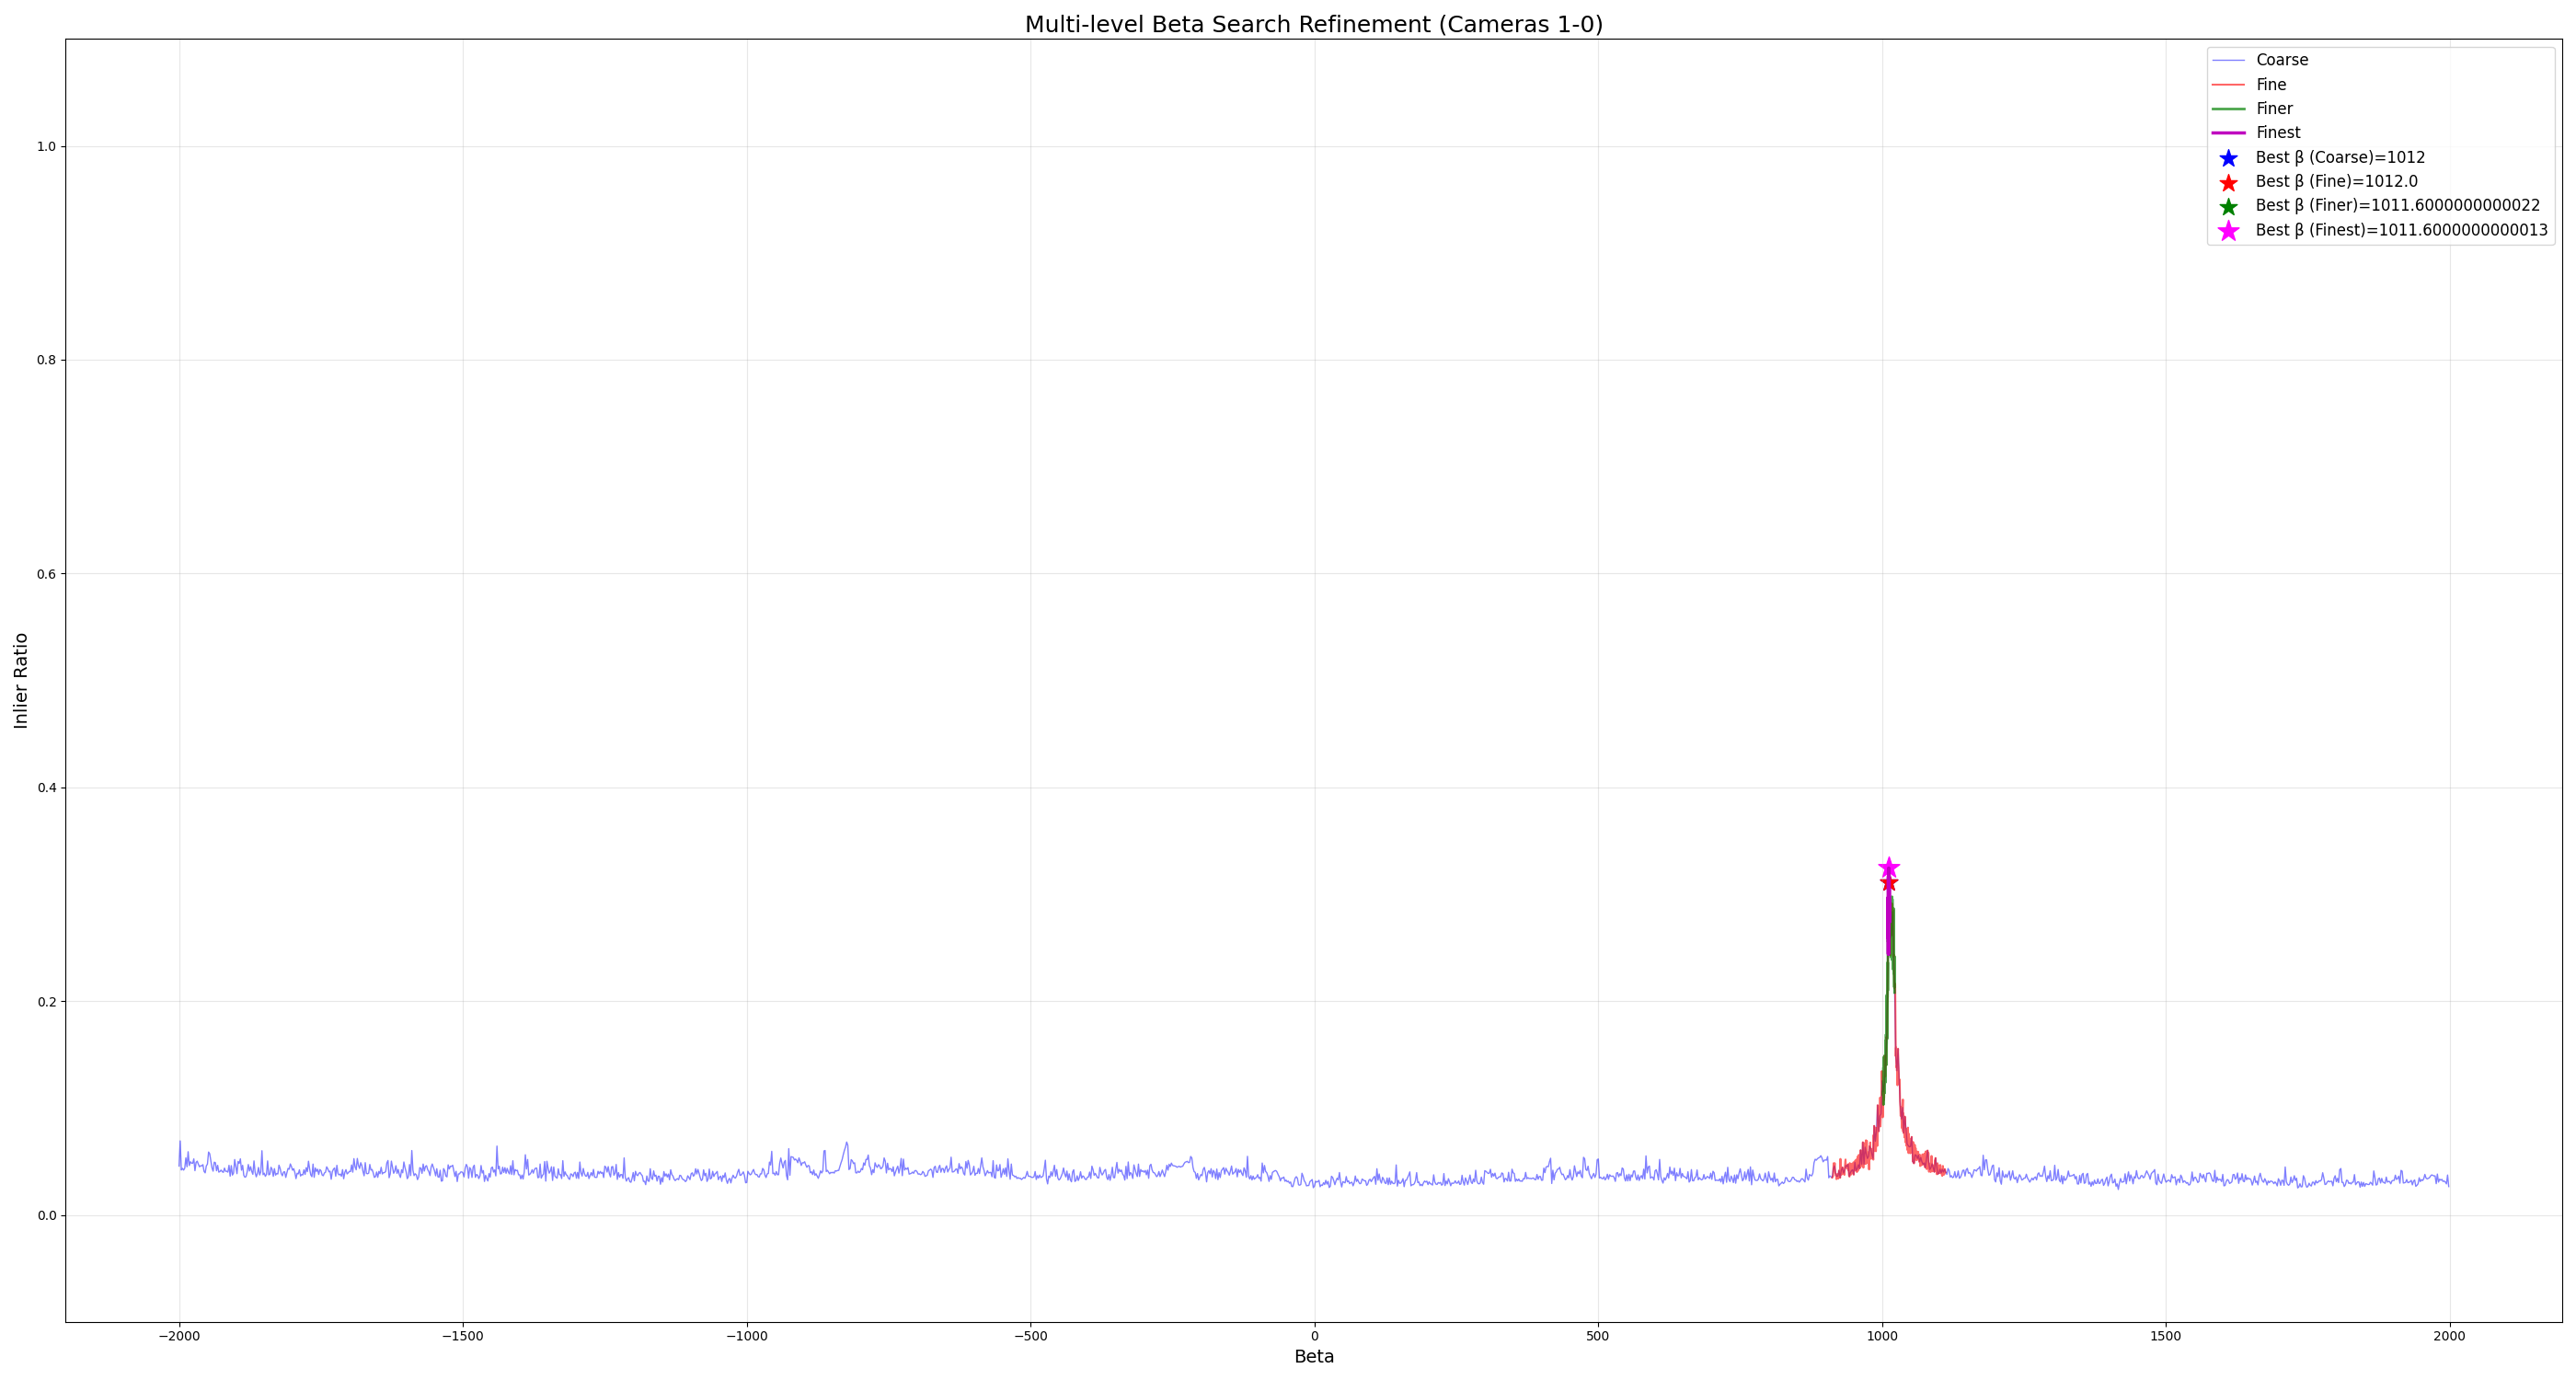 Multi-level Beta Search Refinement (Cameras 1-0)
Coarse
Fine
Finer
Finest
Best β (Coarse)=1012
Best β (Fine)=1012.0
Best β (Finer)=1011.6000000000022
Best β (Finest)=1011.6000000000013
1.0
0.8
0.6
0.4
0.2
0.0
Inlier Ratio
−2000 −1500 −1000 −500 0 500 1000 1500 2000
Beta